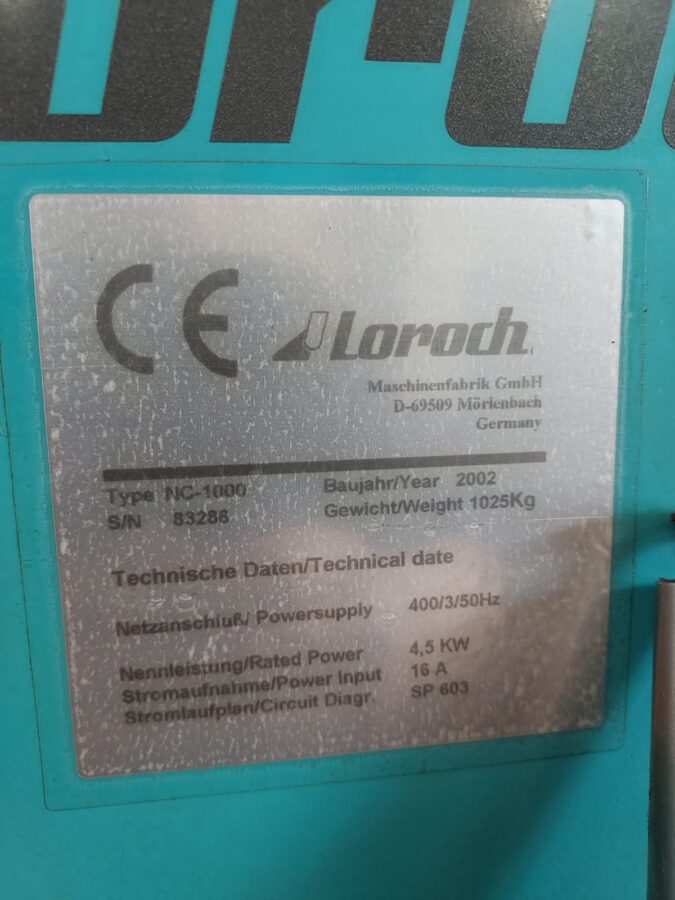 CE Loroch
Maschinenfabrik GmbH
D-69509 Mörlenbach
Germany
Type NC-1000 Baujahr/Year 2002
S/N 83286 Gewicht/Weight 1025Kg
Technische Daten/Technical date
Netzanschluß/ Powersupply 400/3/50Hz
Nennleistung/Rated Power 4,5 KW
Stromaufnahme/Power Input 16 A
Stromlaufplan/Circuit Diagr. SP 603